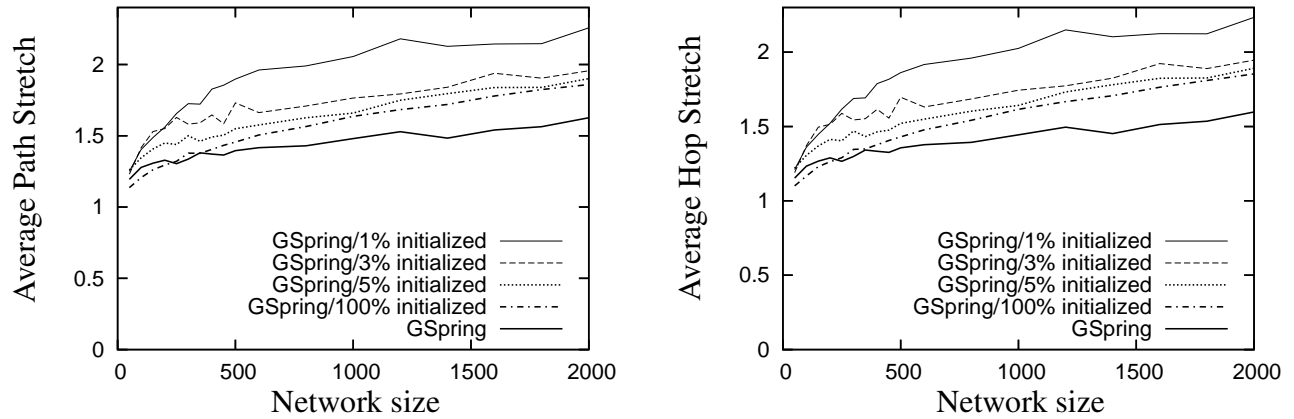 Average Path Stretch
2
1.5
1
0.5
0
GSpring/1% initialized
GSpring/3% initialized
GSpring/5% initialized
GSpring/100% initialized
GSpring
0 500 1000 1500 2000
Network size
Average Hop Stretch
2
1.5
1
0.5
0
GSpring/1% initialized
GSpring/3% initialized
GSpring/5% initialized
GSpring/100% initialized
GSpring
0 500 1000 1500 2000
Network size